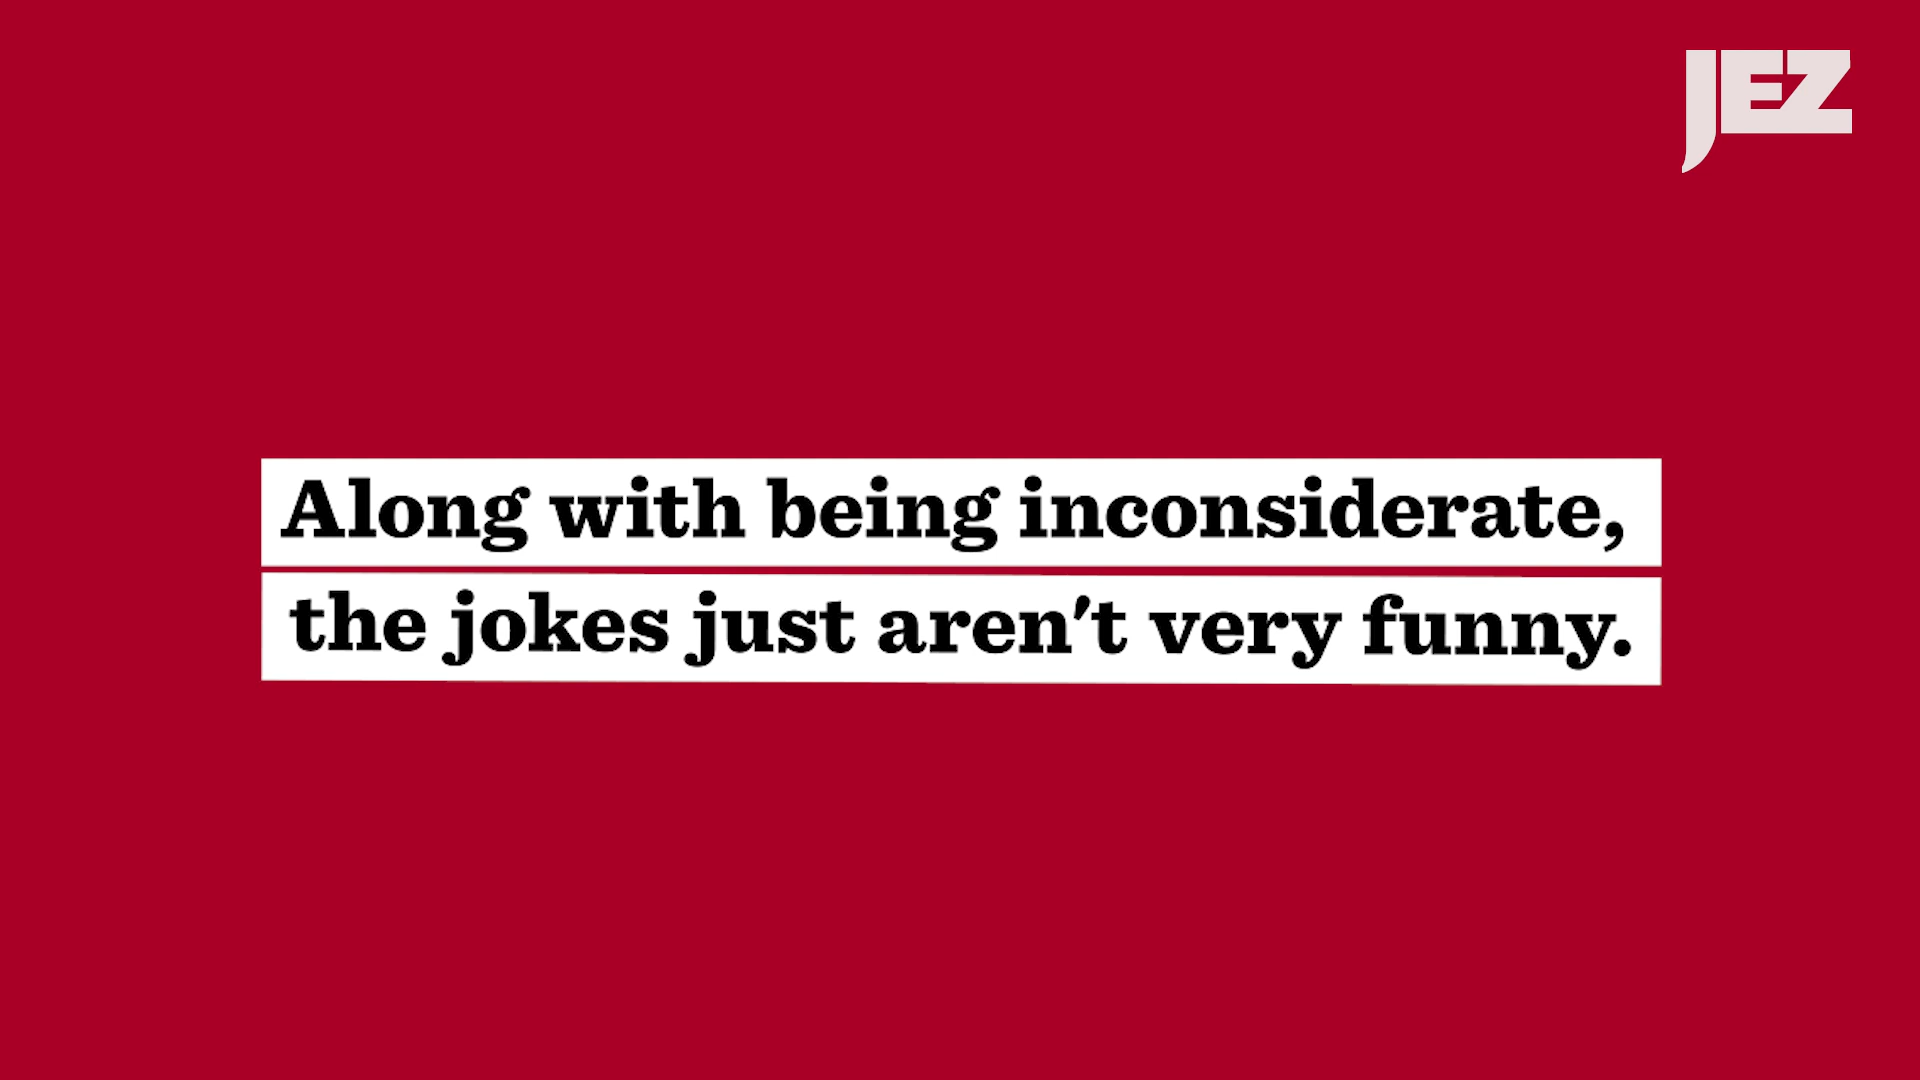 JEZ
Along with being inconsiderate,
the jokes just aren't very funny.